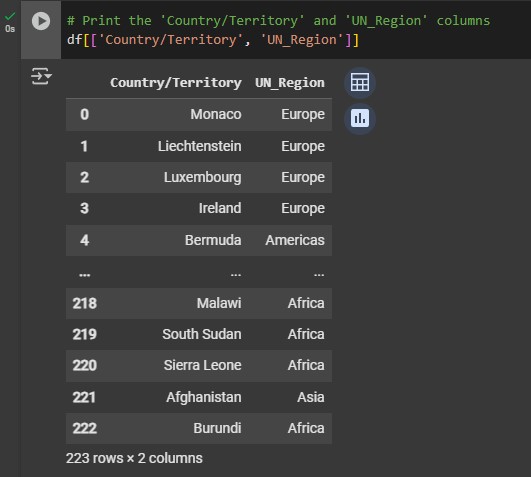 0s
# Print the 'Country/Territory' and 'UN_Region' columns
df[['Country/Territory', 'UN_Region']]
Country/Territory UN_Region
0 Monaco Europe
1 Liechtenstein Europe
2 Luxembourg Europe
3 Ireland Europe
4 Bermuda Americas
... ... ...
218 Malawi Africa
219 South Sudan Africa
220 Sierra Leone Africa
221 Afghanistan Asia
222 Burundi Africa
223 rows × 2 columns